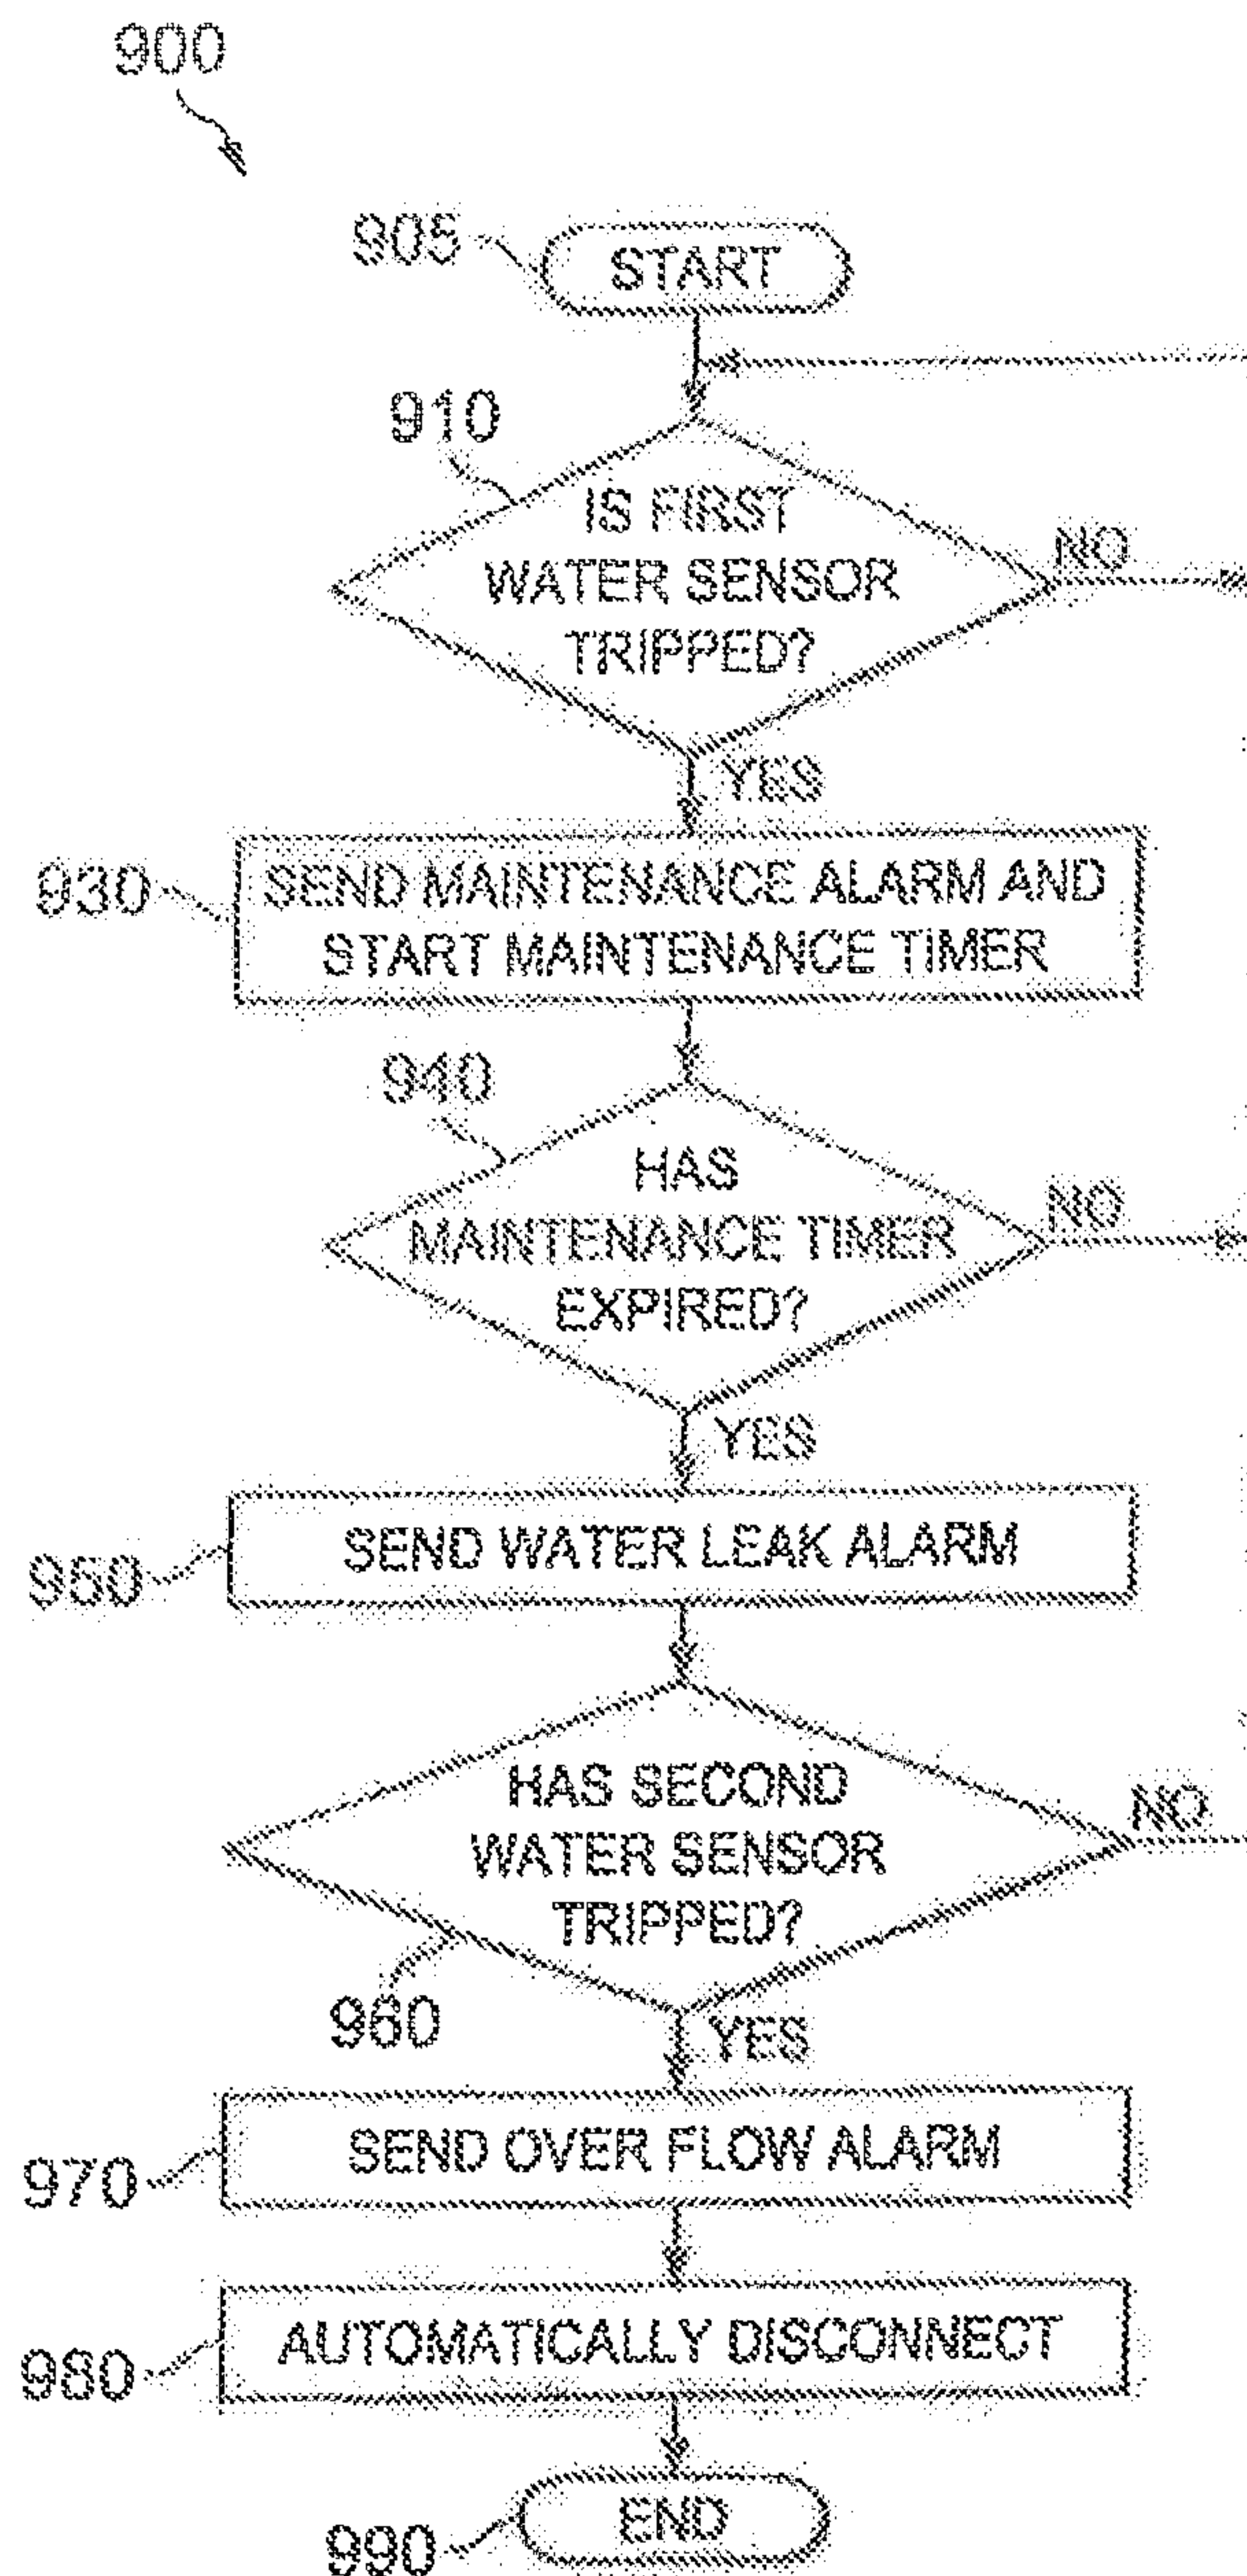 900
905
START
910
IS FIRST
WATER SENSOR
TRIPPED?
NO
YES
930
SEND MAINTENANCE ALARM AND
START MAINTENANCE TIMER
940
HAS
MAINTENANCE TIMER
EXPIRED?
NO
YES
950
SEND WATER LEAK ALARM
HAS SECOND
WATER SENSOR
TRIPPED?
NO
960
YES
970
SEND OVER FLOW ALARM
980
AUTOMATICALLY DISCONNECT
END
990